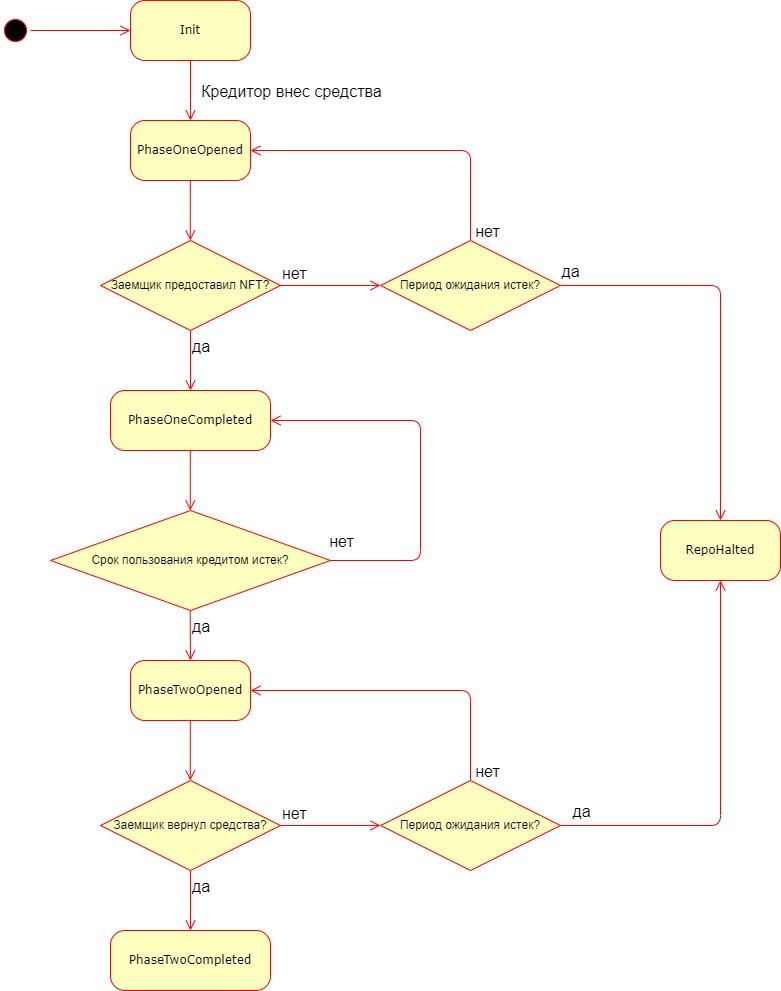 Init
Кредитор внес средства
PhaseOneOpened
нет
да
Заемщик предоставил NFT?
нет
Период ожидания истек?
да
PhaseOneCompleted
нет
Срок пользования кредитом истек?
RepoHalted
да
PhaseTwoOpened
нет
Заемщик вернул средства?
нет
Период ожидания истек?
да
да
PhaseTwoCompleted